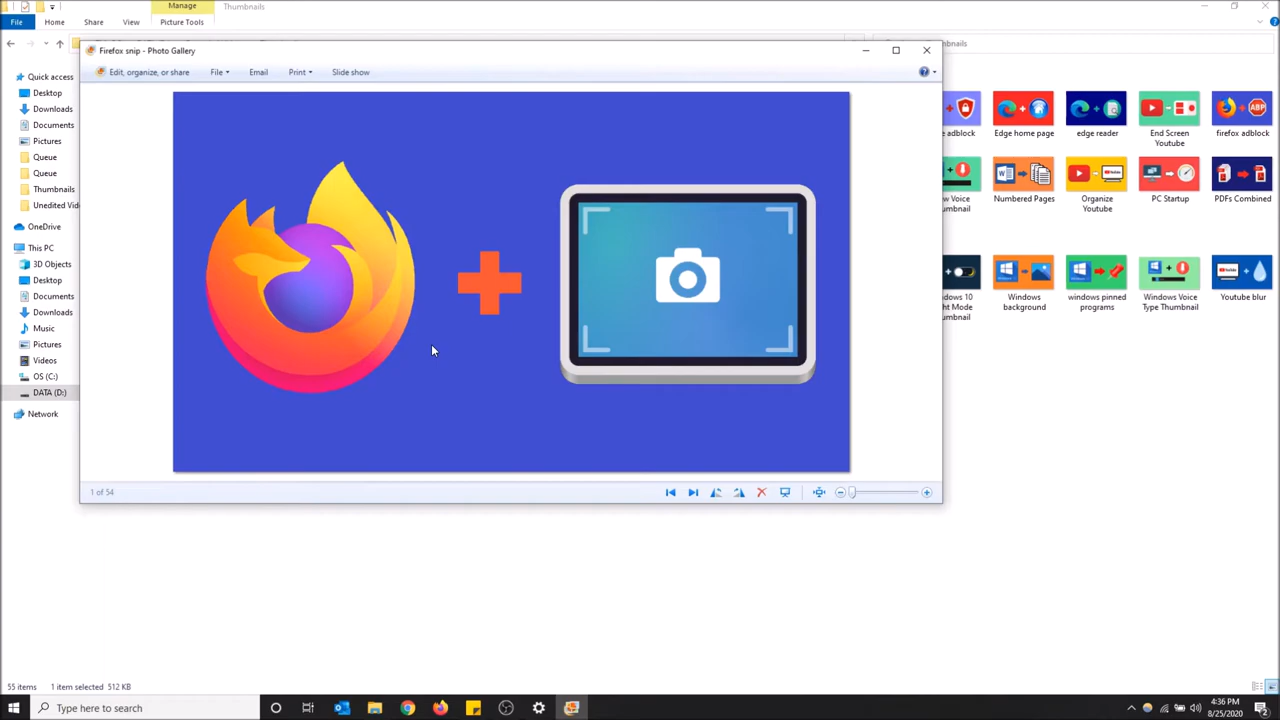 Manage
Thumbnails
File
Home
Share
View
Picture Tools
Firefox snip - Photo Gallery
Edit, organize, or share
File
Email
Print
Slide show
1 of 54
Quick access
Desktop
Downloads
Documents
Pictures
Queue
Queue
Thumbnails
Unedited Vid
OneDrive
This PC
3D Objects
Desktop
Documents
Downloads
Music
Pictures
Videos
OS (C:)
DATA (D:)
Network
adblock
Edge home page
edge reader
End Screen
Youtube
firefox adblock
ABP
Voice
Numbered Pages
Organize
Youtube
PC Startup
PDFs Combined
Windows
background
windows pinned
programs
Windows Voice
Type Thumbnail
Youtube blur
55 items
1 item selected
512 KB
Type here to search
4:36 PM
8/25/2020